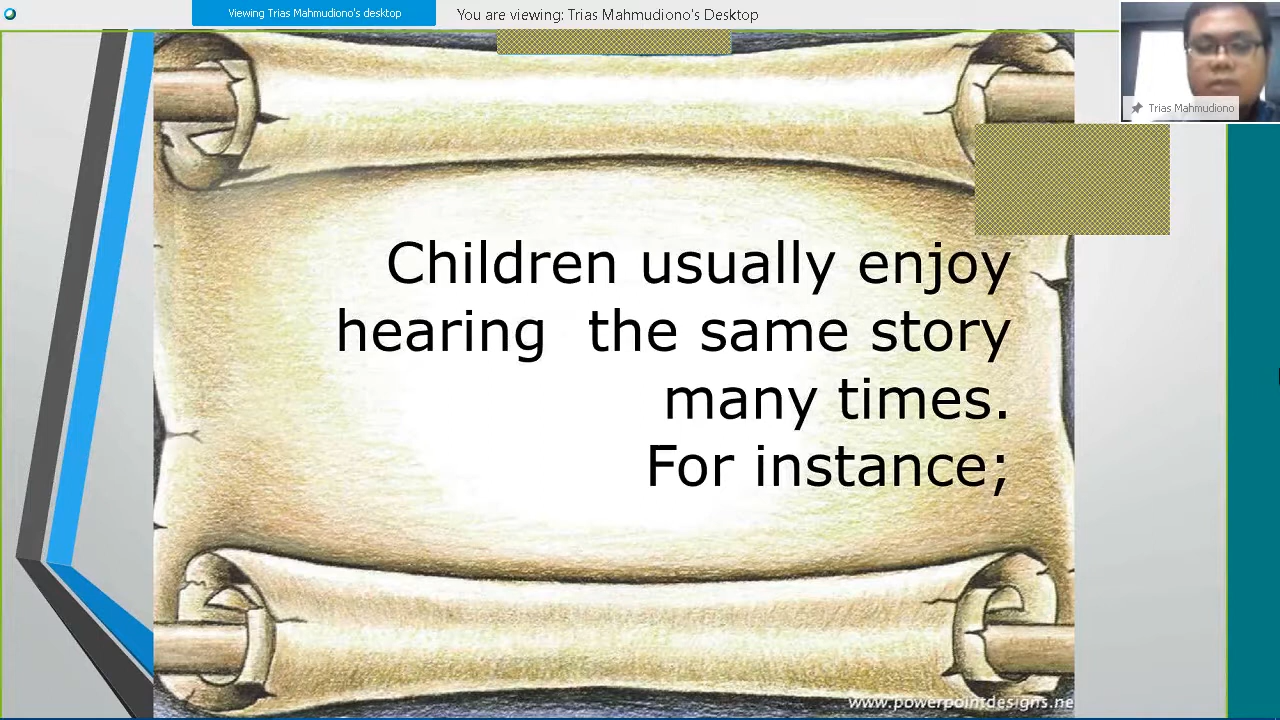 Viewing Trias Mahmudiono's desktop
You are viewing: Trias Mahmudiono's Desktop
Trias Mahmudiono
Children usually enjoy
hearing the same story
many times.
For instance;
www.powerpointdesigns.ne